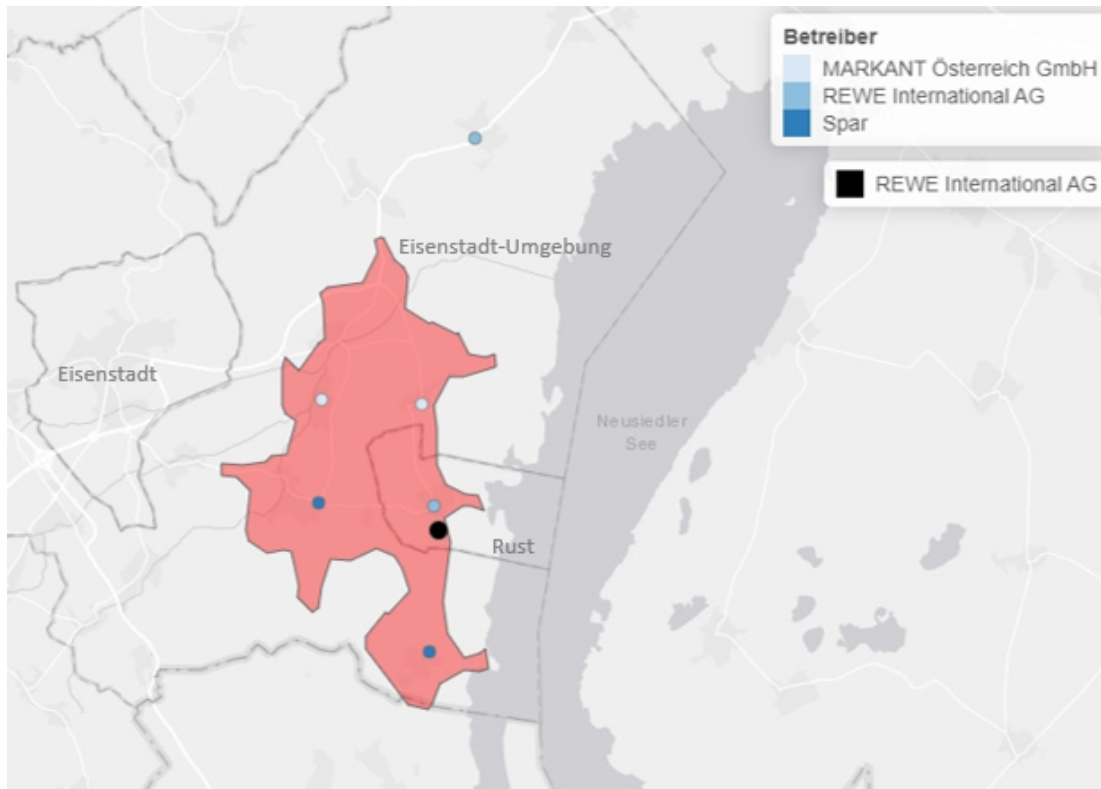 Betreiber
MARKANT Österreich GmbH
REWE International AG
Spar
REWE International AG
Eisenstadt-Umgebung
Eisenstadt
Neusiedler
See
Rust